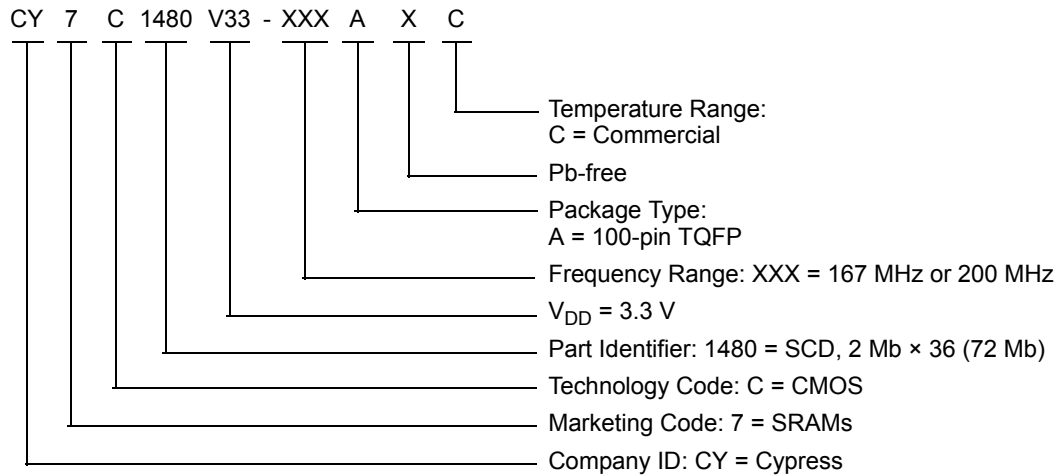 CY 7 C 1480 V33 - XXX A X C
Temperature Range:
C = Commercial
Pb-free
Package Type:
A = 100-pin TQFP
Frequency Range: XXX = 167 MHz or 200 MHz
VDD = 3.3 V
Part Identifier: 1480 = SCD, 2 Mb × 36 (72 Mb)
Technology Code: C = CMOS
Marketing Code: 7 = SRAMs
Company ID: CY = Cypress